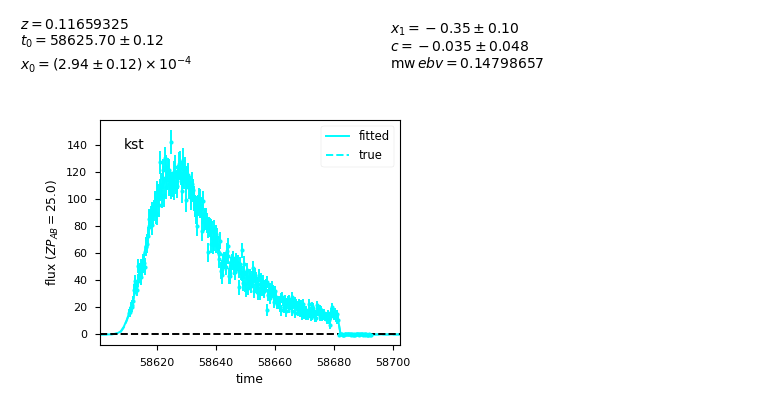 z = 0.11659325
t₀ = 58625.70 ± 0.12
x₀ = (2.94 ± 0.12) × 10⁻⁴
x₁ = −0.35 ± 0.10
c = −0.035 ± 0.048
mw ebv = 0.14798657
kst
fitted
true
flux (ZP_AB = 25.0)
140
120
100
80
60
40
20
0
58620 58640 58660 58680 58700
time